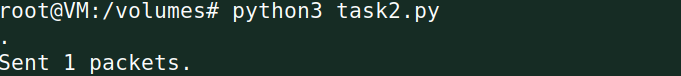 root@VM:/volumes# python3 task2.py
.
Sent 1 packets.